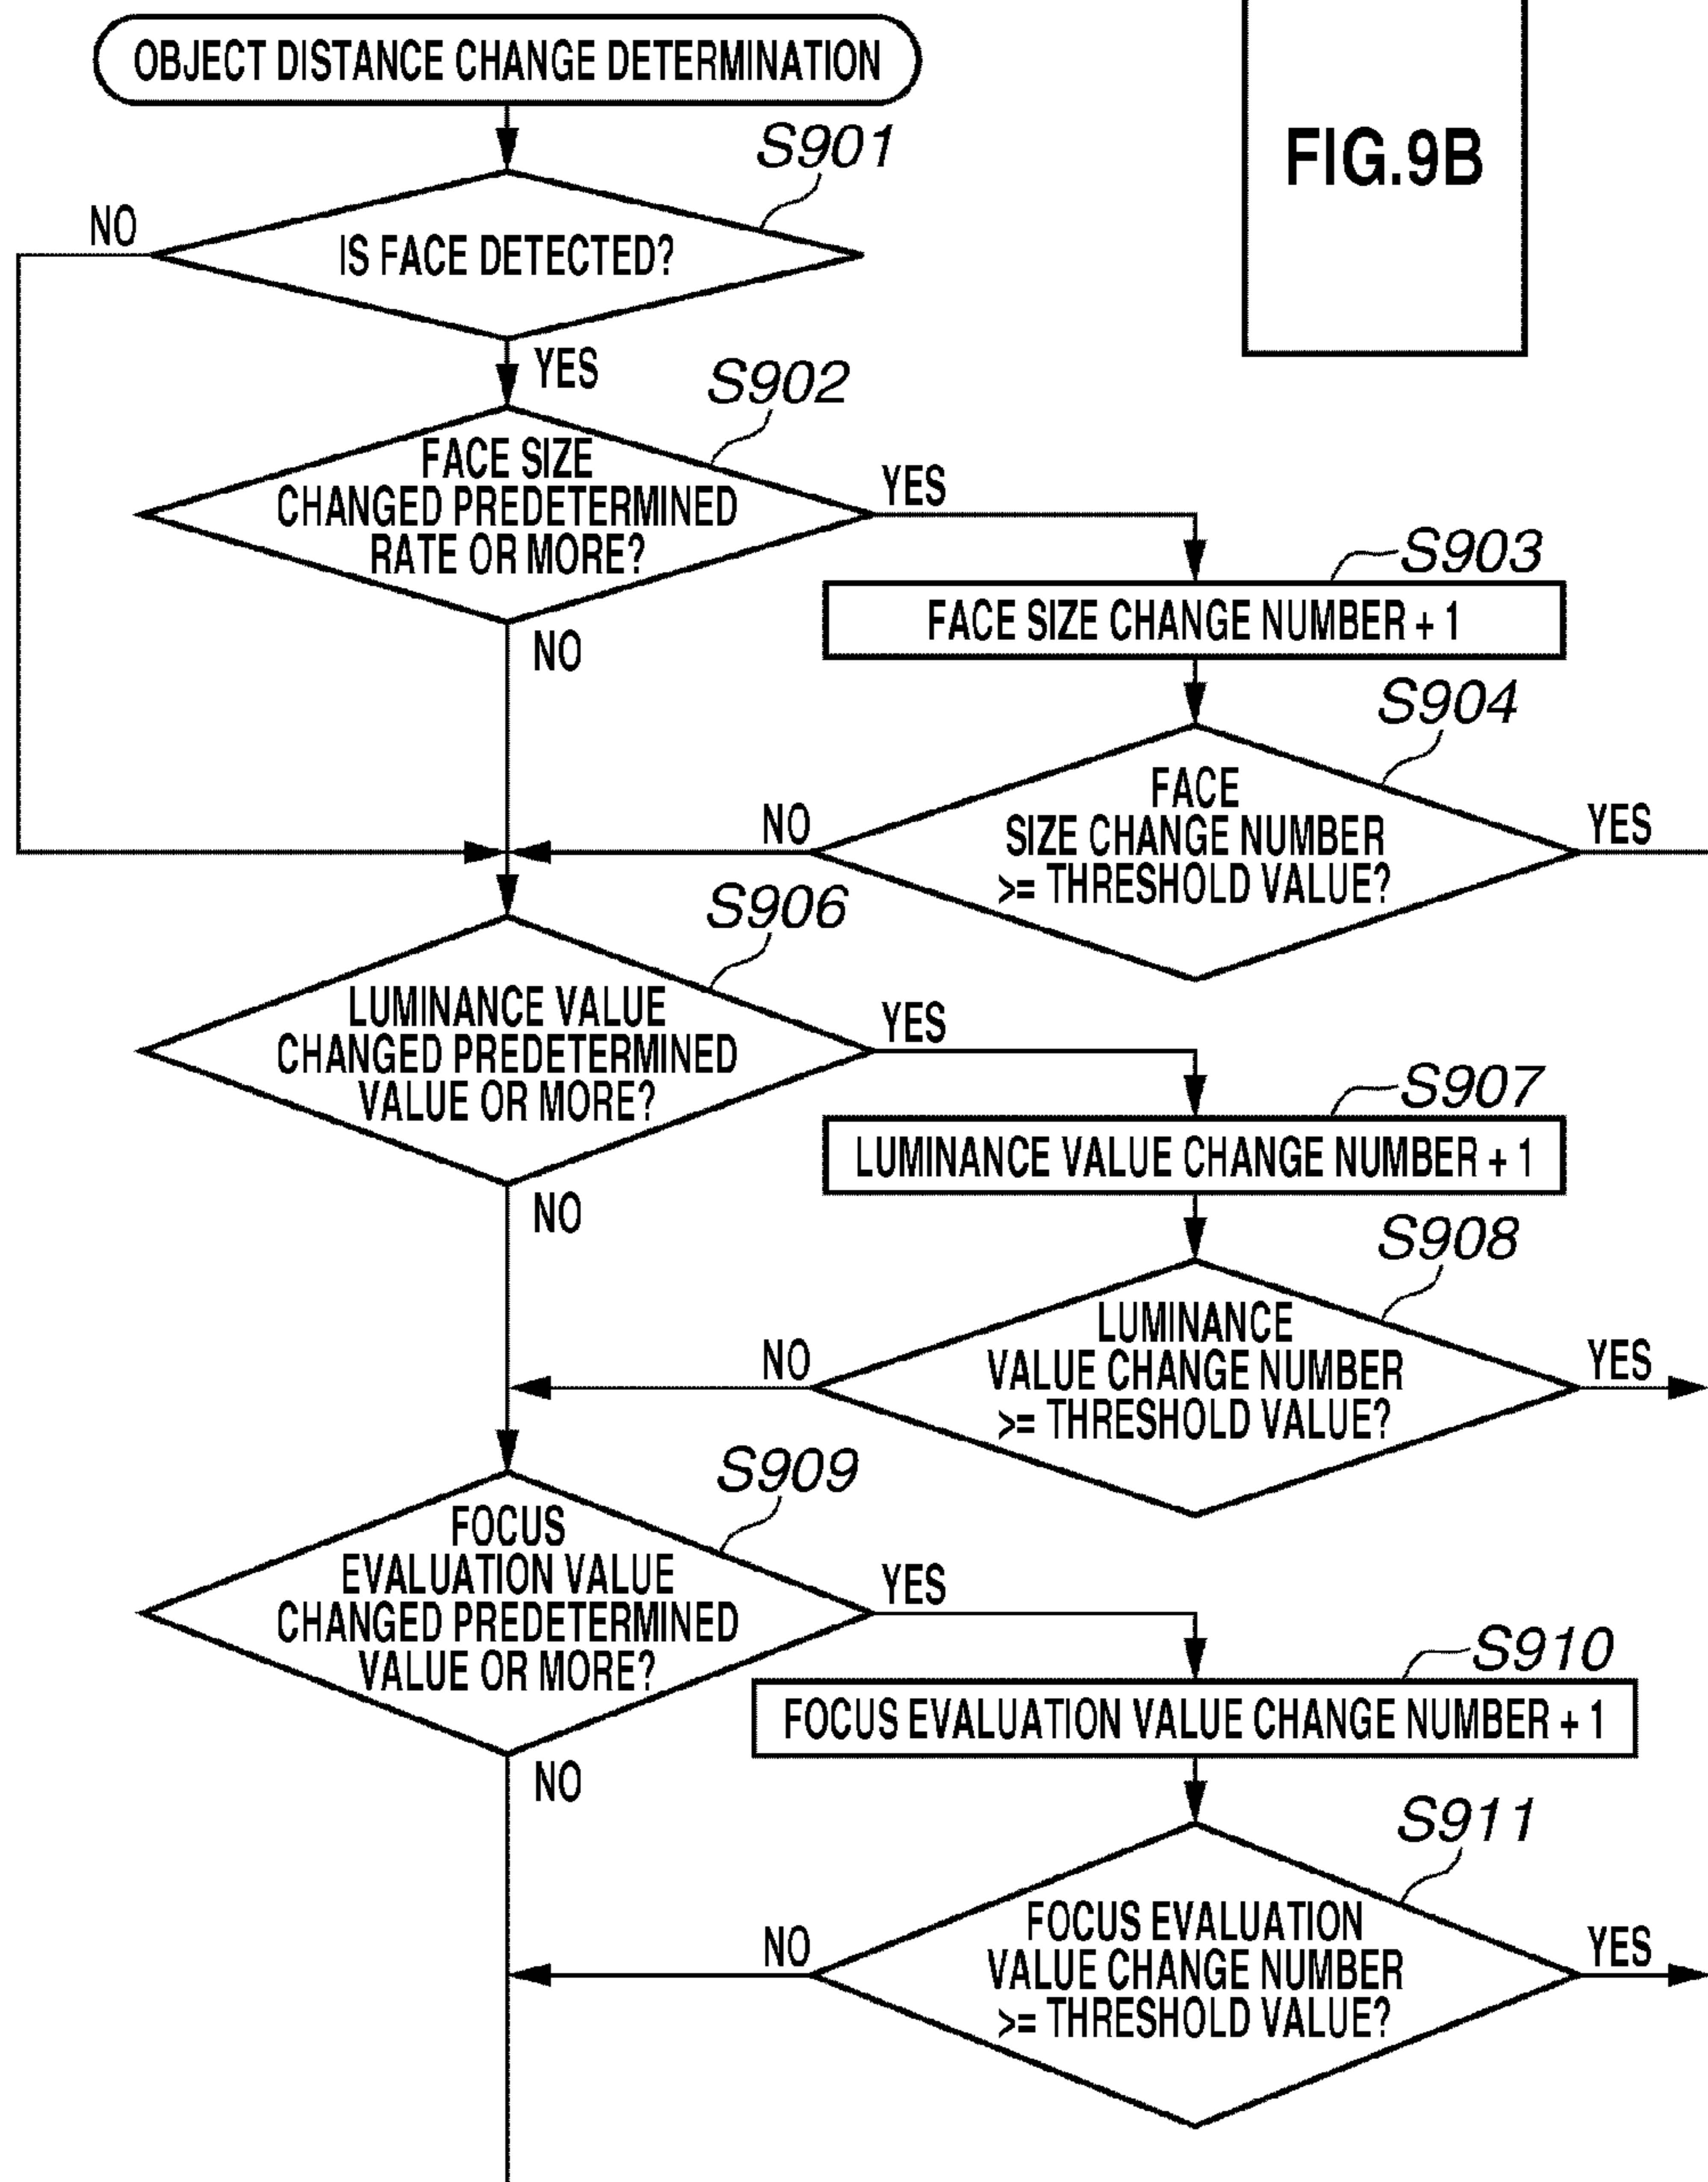 OBJECT DISTANCE CHANGE DETERMINATION
FIG.9B
S901
NO
IS FACE DETECTED?
YES
S902
FACE SIZE
CHANGED PREDETERMINED
RATE OR MORE?
YES
S903
FACE SIZE CHANGE NUMBER + 1
NO
S904
FACE
SIZE CHANGE NUMBER
>= THRESHOLD VALUE?
NO
YES
S906
LUMINANCE VALUE
CHANGED PREDETERMINED
VALUE OR MORE?
YES
S907
LUMINANCE VALUE CHANGE NUMBER + 1
NO
S908
LUMINANCE
VALUE CHANGE NUMBER
>= THRESHOLD VALUE?
NO
YES
S909
FOCUS
EVALUATION VALUE
CHANGED PREDETERMINED
VALUE OR MORE?
YES
S910
FOCUS EVALUATION VALUE CHANGE NUMBER + 1
NO
S911
FOCUS EVALUATION
VALUE CHANGE NUMBER
>= THRESHOLD VALUE?
NO
YES